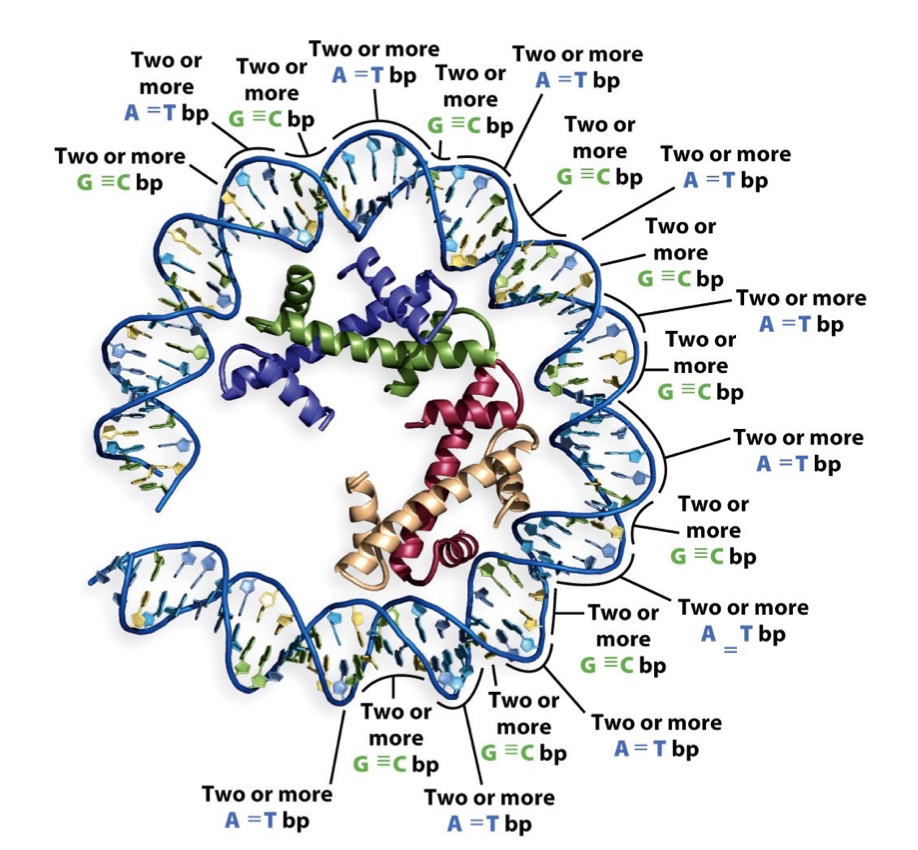 Two or
more
A =T bp
Two or
more
G ≡C bp
Two or more
A =T bp
Two or
more
G ≡C bp
Two or more
A =T bp
Two or more
G ≡C bp
Two or
more
G ≡C bp
Two or more
A =T bp
Two or
more
G ≡C bp
Two or more
A =T bp
Two or
more
G ≡C bp
Two or more
A =T bp
Two or
more
G ≡C bp
Two or more
A = T bp
Two or
more
G ≡C bp
Two or more
A = T bp
Two or
more
G ≡C bp
Two or
more
G ≡C bp
Two or more
A =T bp
Two or more
A =T bp